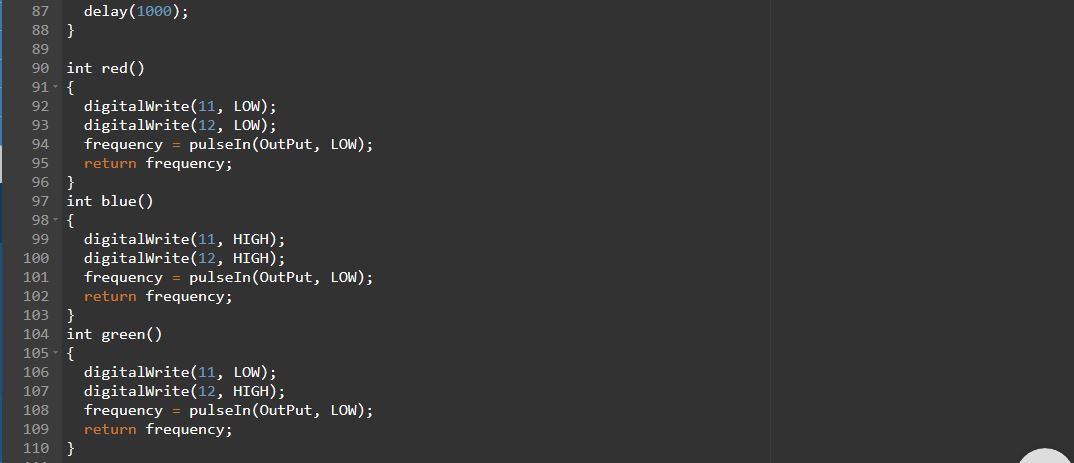 87 delay(1000);
88 }
89
90 int red()
91 {
92 digitalWrite(11, LOW);
93 digitalWrite(12, LOW);
94 frequency = pulseIn(OutPut, LOW);
95 return frequency;
96 }
97 int blue()
98 {
99 digitalWrite(11, HIGH);
100 digitalWrite(12, HIGH);
101 frequency = pulseIn(OutPut, LOW);
102 return frequency;
103 }
104 int green()
105 {
106 digitalWrite(11, LOW);
107 digitalWrite(12, HIGH);
108 frequency = pulseIn(OutPut, LOW);
109 return frequency;
110 }